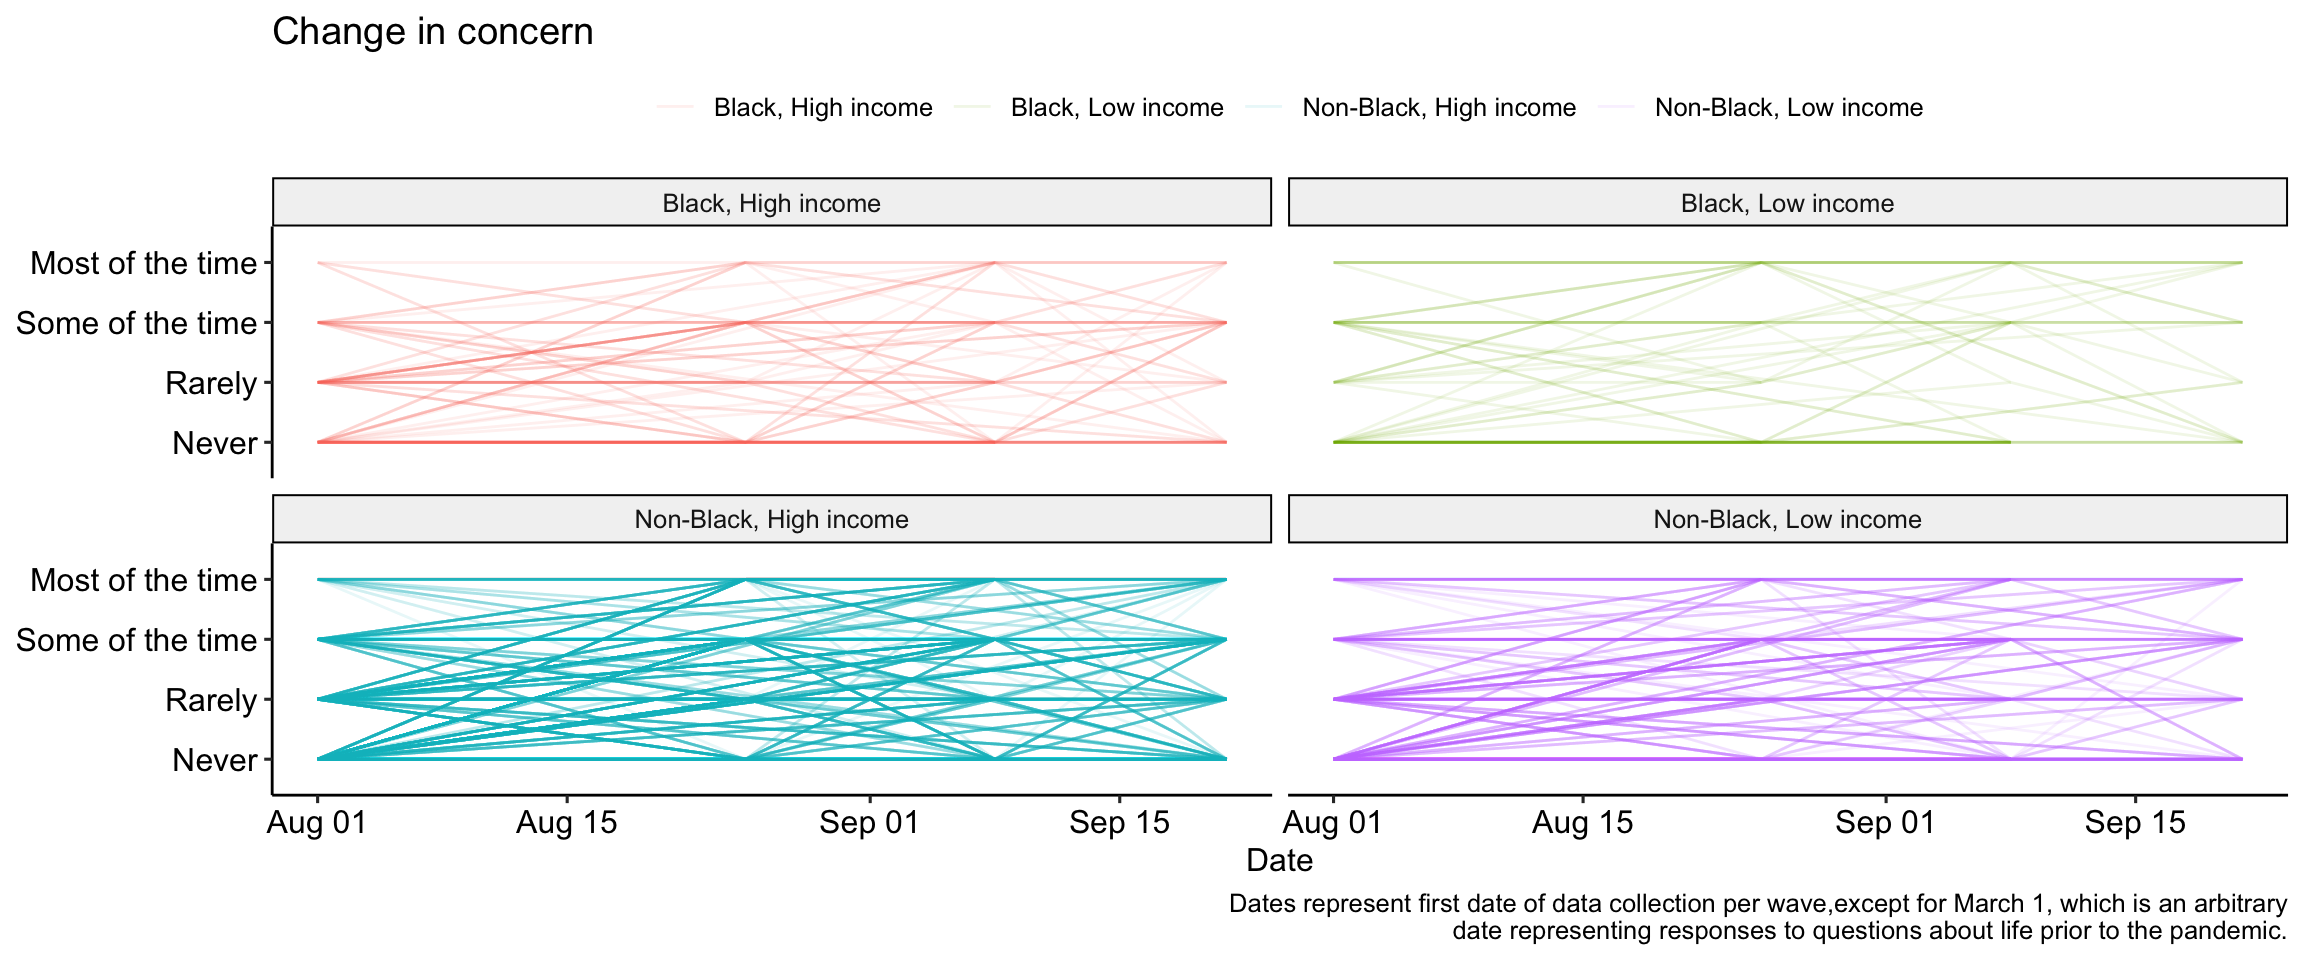 Change in concern
Black, High income Black, Low income Non-Black, High income Non-Black, Low income
Black, High income
Black, Low income
Most of the time
Some of the time
Rarely
Never
Non-Black, High income
Non-Black, Low income
Most of the time
Some of the time
Rarely
Never
Aug 01 Aug 15 Sep 01 Sep 15
Aug 01 Aug 15 Sep 01 Sep 15
Date
Dates represent first date of data collection per wave,except for March 1, which is an arbitrary
date representing responses to questions about life prior to the pandemic.